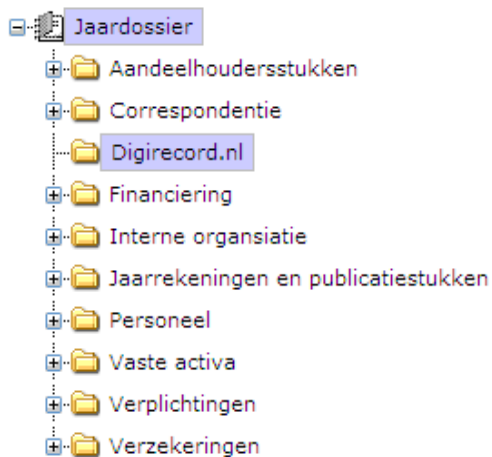 Jaardossier
Aandeelhoudersstukken
Correspondentie
Digirecord.nl
Financiering
Interne organsiatie
Jaarrekeningen en publicatiestukken
Personeel
Vaste activa
Verplichtingen
Verzekeringen